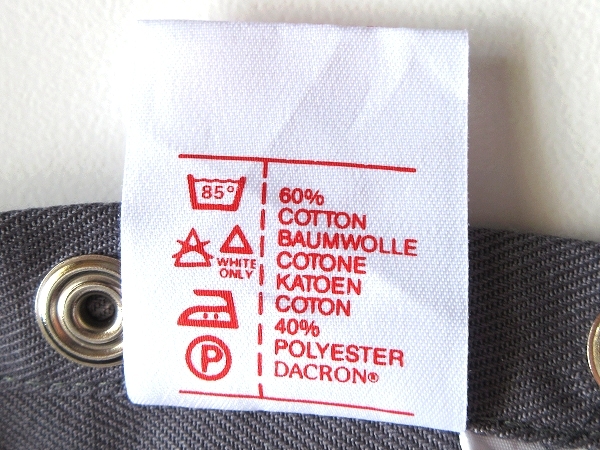 85°
WHITE
ONLY
P
60%
COTTON
BAUMWOLLE
COTONE
KATOEN
COTON
40%
POLYESTER
DACRON®